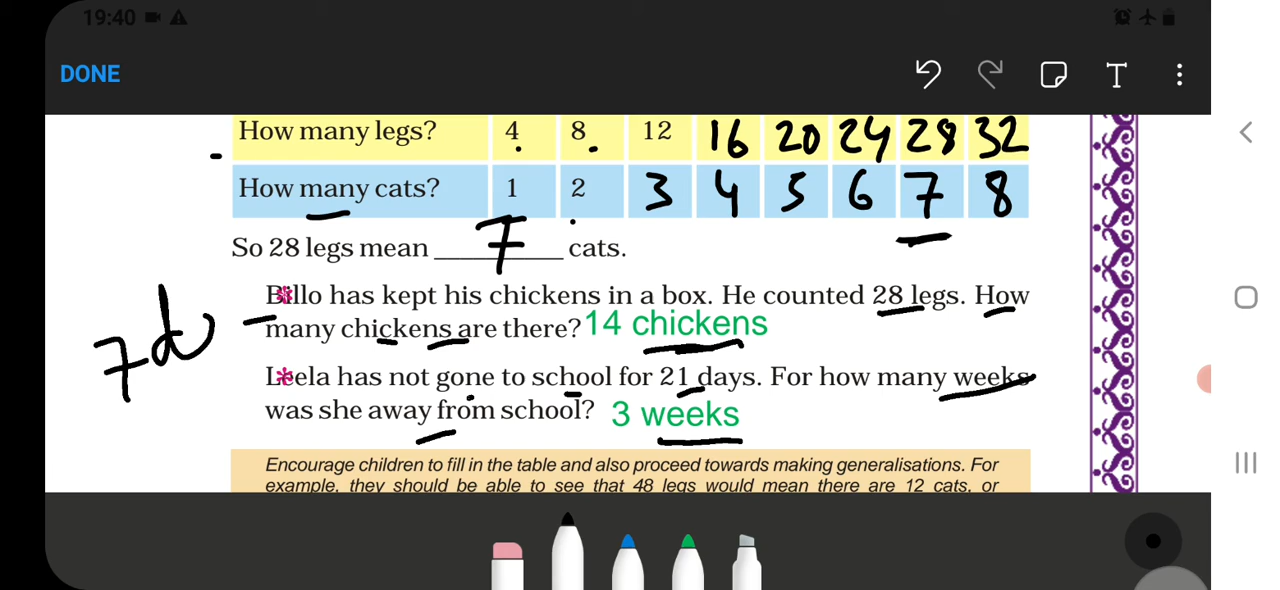 19:40
DONE
T
How many legs? 4 8 12 16 20 24 28 32
How many cats? 1 2 3 4 5 6 7 8
So 28 legs mean 7 cats.
Billo has kept his chickens in a box. He counted 28 legs. How
many chickens are there? 14 chickens
7 d
Leela has not gone to school for 21 days. For how many weeks
was she away from school? 3 weeks
Encourage children to fill in the table and also proceed towards making generalisations. For
example, they should be able to see that 48 legs would mean there are 12 cats, or